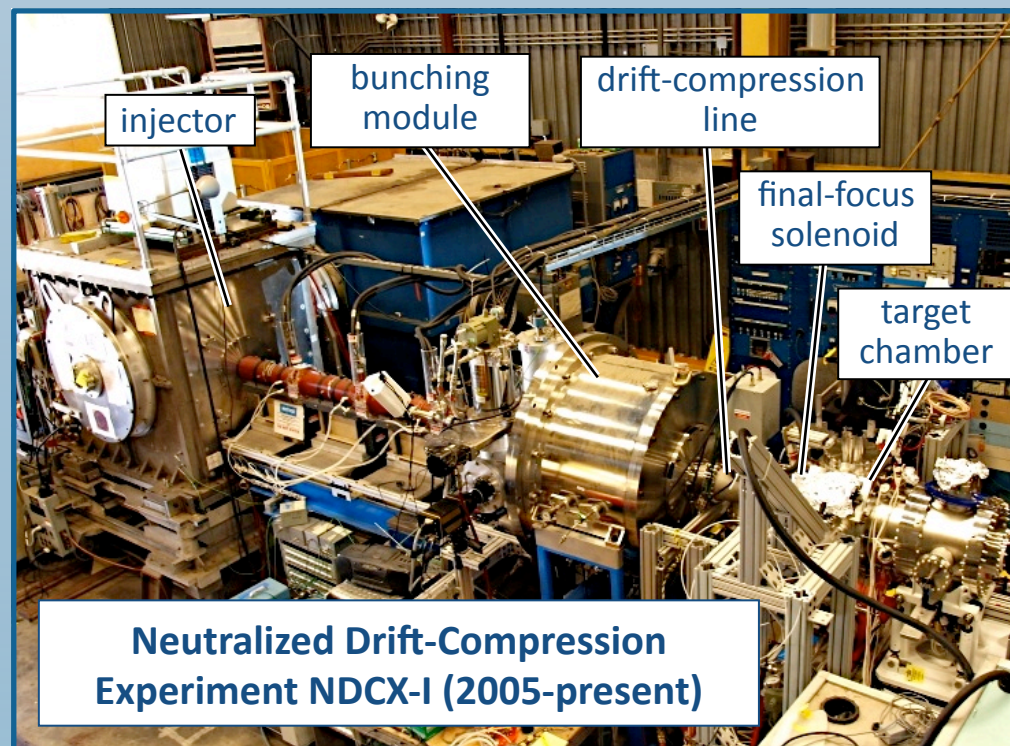 injector
bunching
module
drift-compression
line
final-focus
solenoid
target
chamber
Neutralized Drift-Compression
Experiment NDCX-I (2005-present)